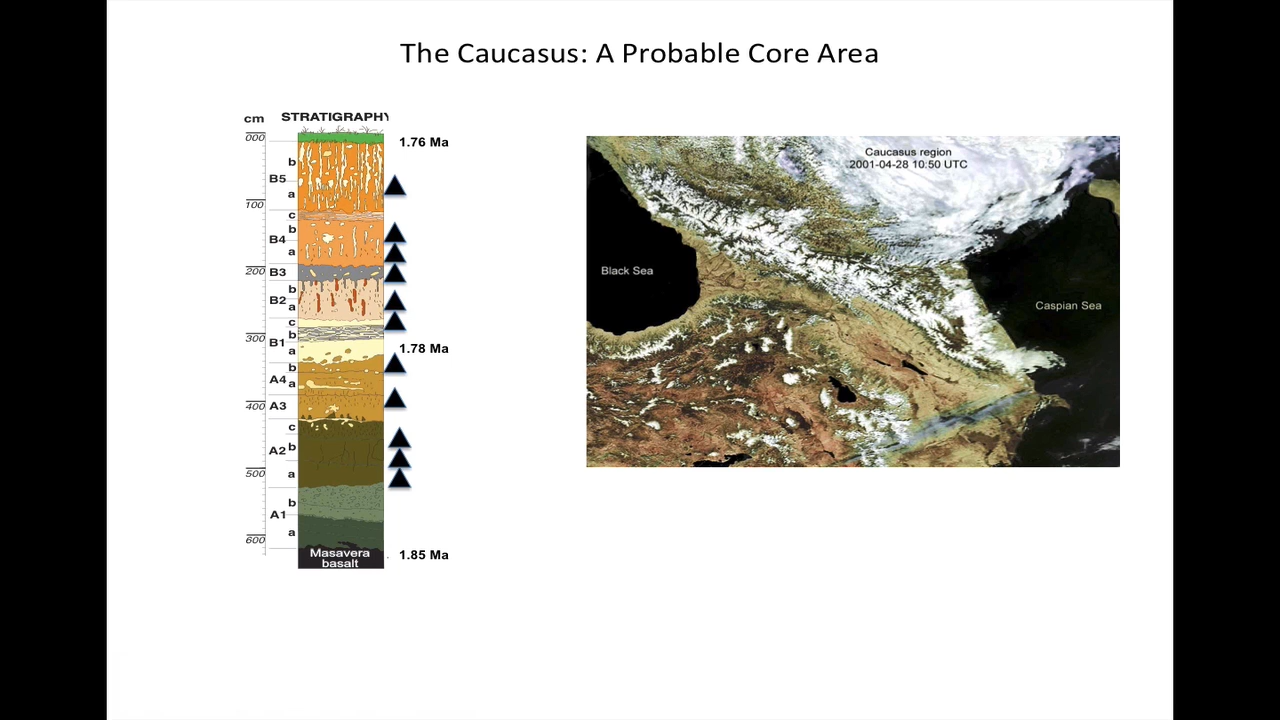 The Caucasus: A Probable Core Area
cm STRATIGRAPHY
000
1.76 Ma
b
B5
a
100
c
b
B4
a
200
B3
b
B2
a
c
300
b
B1
1.78 Ma
a
b
A4
a
400
A3
c
A2
b
500
a
b
A1
a
600
Masavera
basalt
1.85 Ma
Caucasus region
2001-04-28 10:50 UTC
Black Sea
Caspian Sea